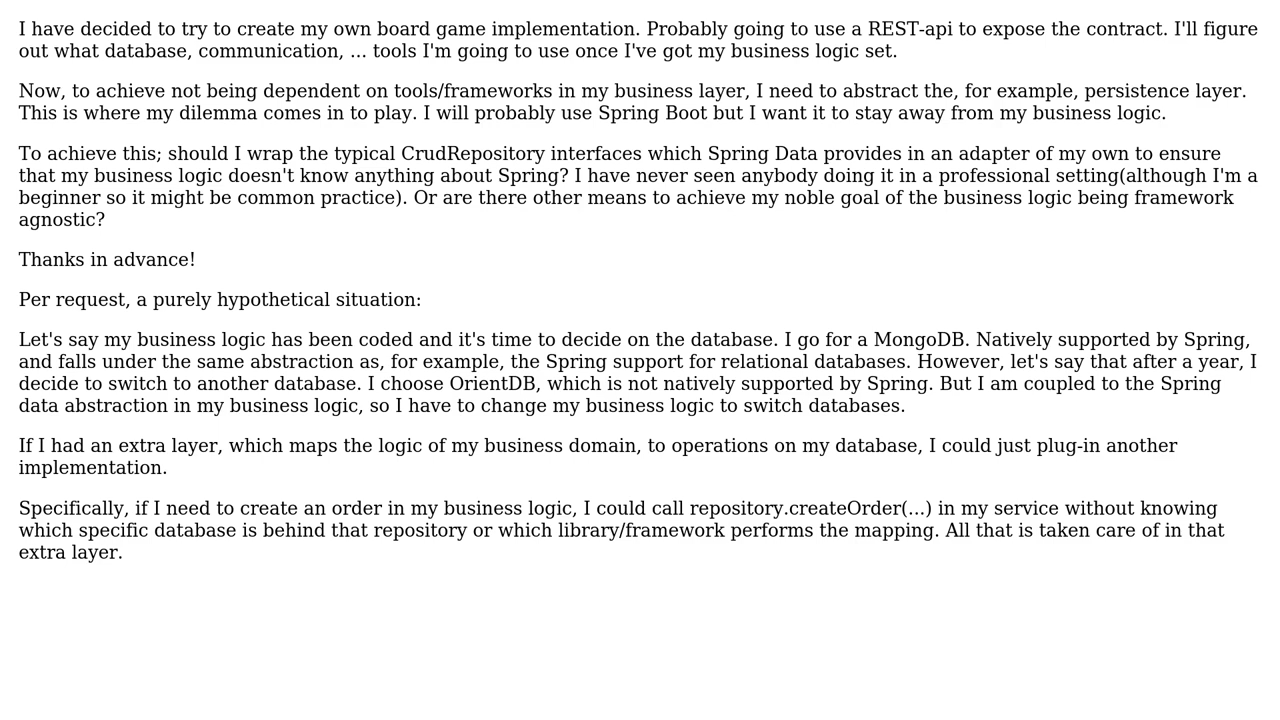 I have decided to try to create my own board game implementation. Probably going to use a REST-api to expose the contract. I'll figure
out what database, communication, ... tools I'm going to use once I've got my business logic set.
Now, to achieve not being dependent on tools/frameworks in my business layer, I need to abstract the, for example, persistence layer.
This is where my dilemma comes in to play. I will probably use Spring Boot but I want it to stay away from my business logic.
To achieve this; should I wrap the typical CrudRepository interfaces which Spring Data provides in an adapter of my own to ensure
that my business logic doesn't know anything about Spring? I have never seen anybody doing it in a professional setting(although I'm a
beginner so it might be common practice). Or are there other means to achieve my noble goal of the business logic being framework
agnostic?
Thanks in advance!
Per request, a purely hypothetical situation:
Let's say my business logic has been coded and it's time to decide on the database. I go for a MongoDB. Natively supported by Spring,
and falls under the same abstraction as, for example, the Spring support for relational databases. However, let's say that after a year, I
decide to switch to another database. I choose OrientDB, which is not natively supported by Spring. But I am coupled to the Spring
data abstraction in my business logic, so I have to change my business logic to switch databases.
If I had an extra layer, which maps the logic of my business domain, to operations on my database, I could just plug-in another
implementation.
Specifically, if I need to create an order in my business logic, I could call repository.createOrder(...) in my service without knowing
which specific database is behind that repository or which library/framework performs the mapping. All that is taken care of in that
extra layer.